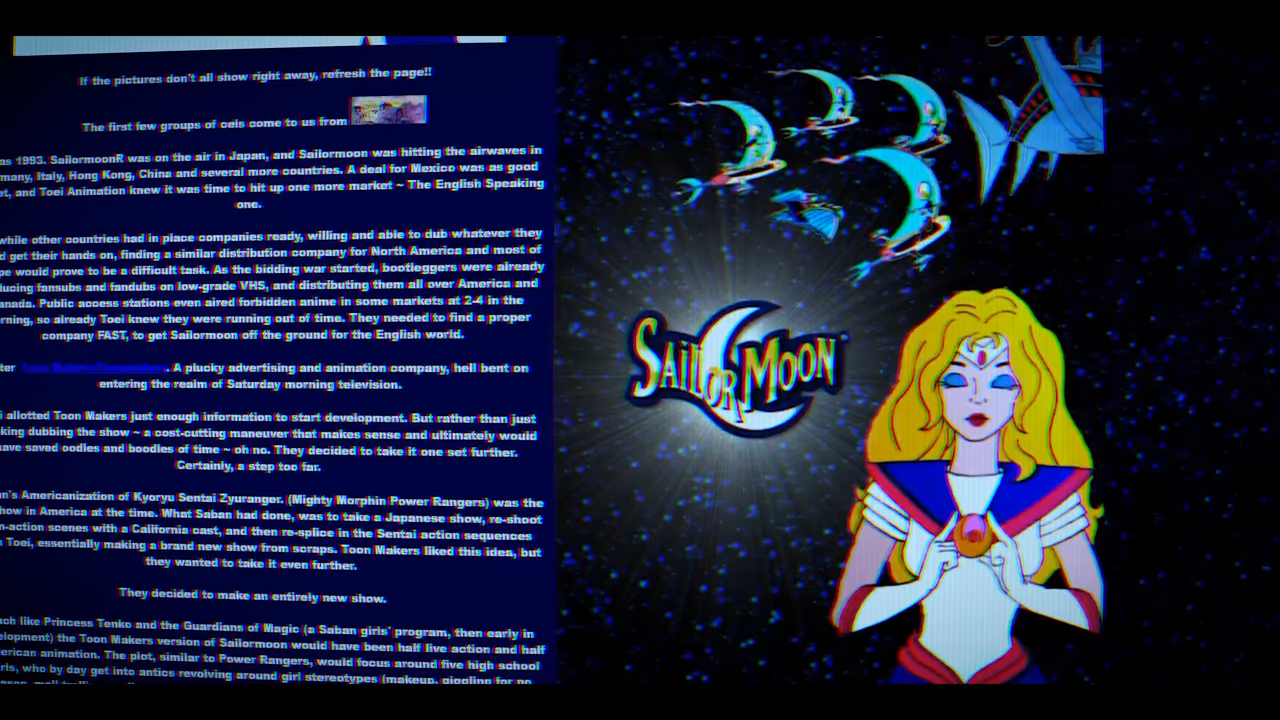 If the pictures don't all show right away, refresh the page!!
The first few groups of cels come to us from
as 1993. SailormoonR was on the air in Japan, and Sailormoon was hitting the airwaves in
many, Italy, Hong Kong, China and several more countries. A deal for Mexico was as good
et, and Toei Animation knew it was time to hit up one more market ~ The English Speaking
one.
while other countries had in place companies ready, willing and able to dub whatever they
d get their hands on, finding a similar distribution company for North America and most of
pe would prove to be a difficult task. As the bidding war started, bootleggers were already
ducing fansubs and fandubs on low-grade VHS, and distributing them all over America and
anada. Public access stations even aired forbidden anime in some markets at 2-4 in the
rning, so already Toei knew they were running out of time. They needed to find a proper
company FAST, to get Sailormoon off the ground for the English world.
ter . A plucky advertising and animation company, hell bent on
entering the realm of Saturday morning television.
i allotted Toon Makers just enough information to start development. But rather than just
king dubbing the show ~ a cost-cutting maneuver that makes sense and ultimately would
ave saved oodles and boodles of time ~ oh no. They decided to take it one set further.
Certainly, a step too far.
an's Americanization of Kyoryu Sentai Zyuranger. (Mighty Morphin Power Rangers) was the
how in America at the time. What Saban had done, was to take a Japanese show, re-shoot
n-action scenes with a California cast, and then re-splice in the Sentai action sequences
Toei, essentially making a brand new show from scraps. Toon Makers liked this idea, but
they wanted to take it even further.
They decided to make an entirely new show.
uch like Princess Tenko and the Guardians of Magic (a Saban girls' program, then early in
elopment) the Toon Makers version of Sailormoon would have been half live action and half
erican animation. The plot, similar to Power Rangers, would focus around five high school
rls, who by day get into antics revolving around girl stereotypes (makeup, giggling for no
SAILOR MOON